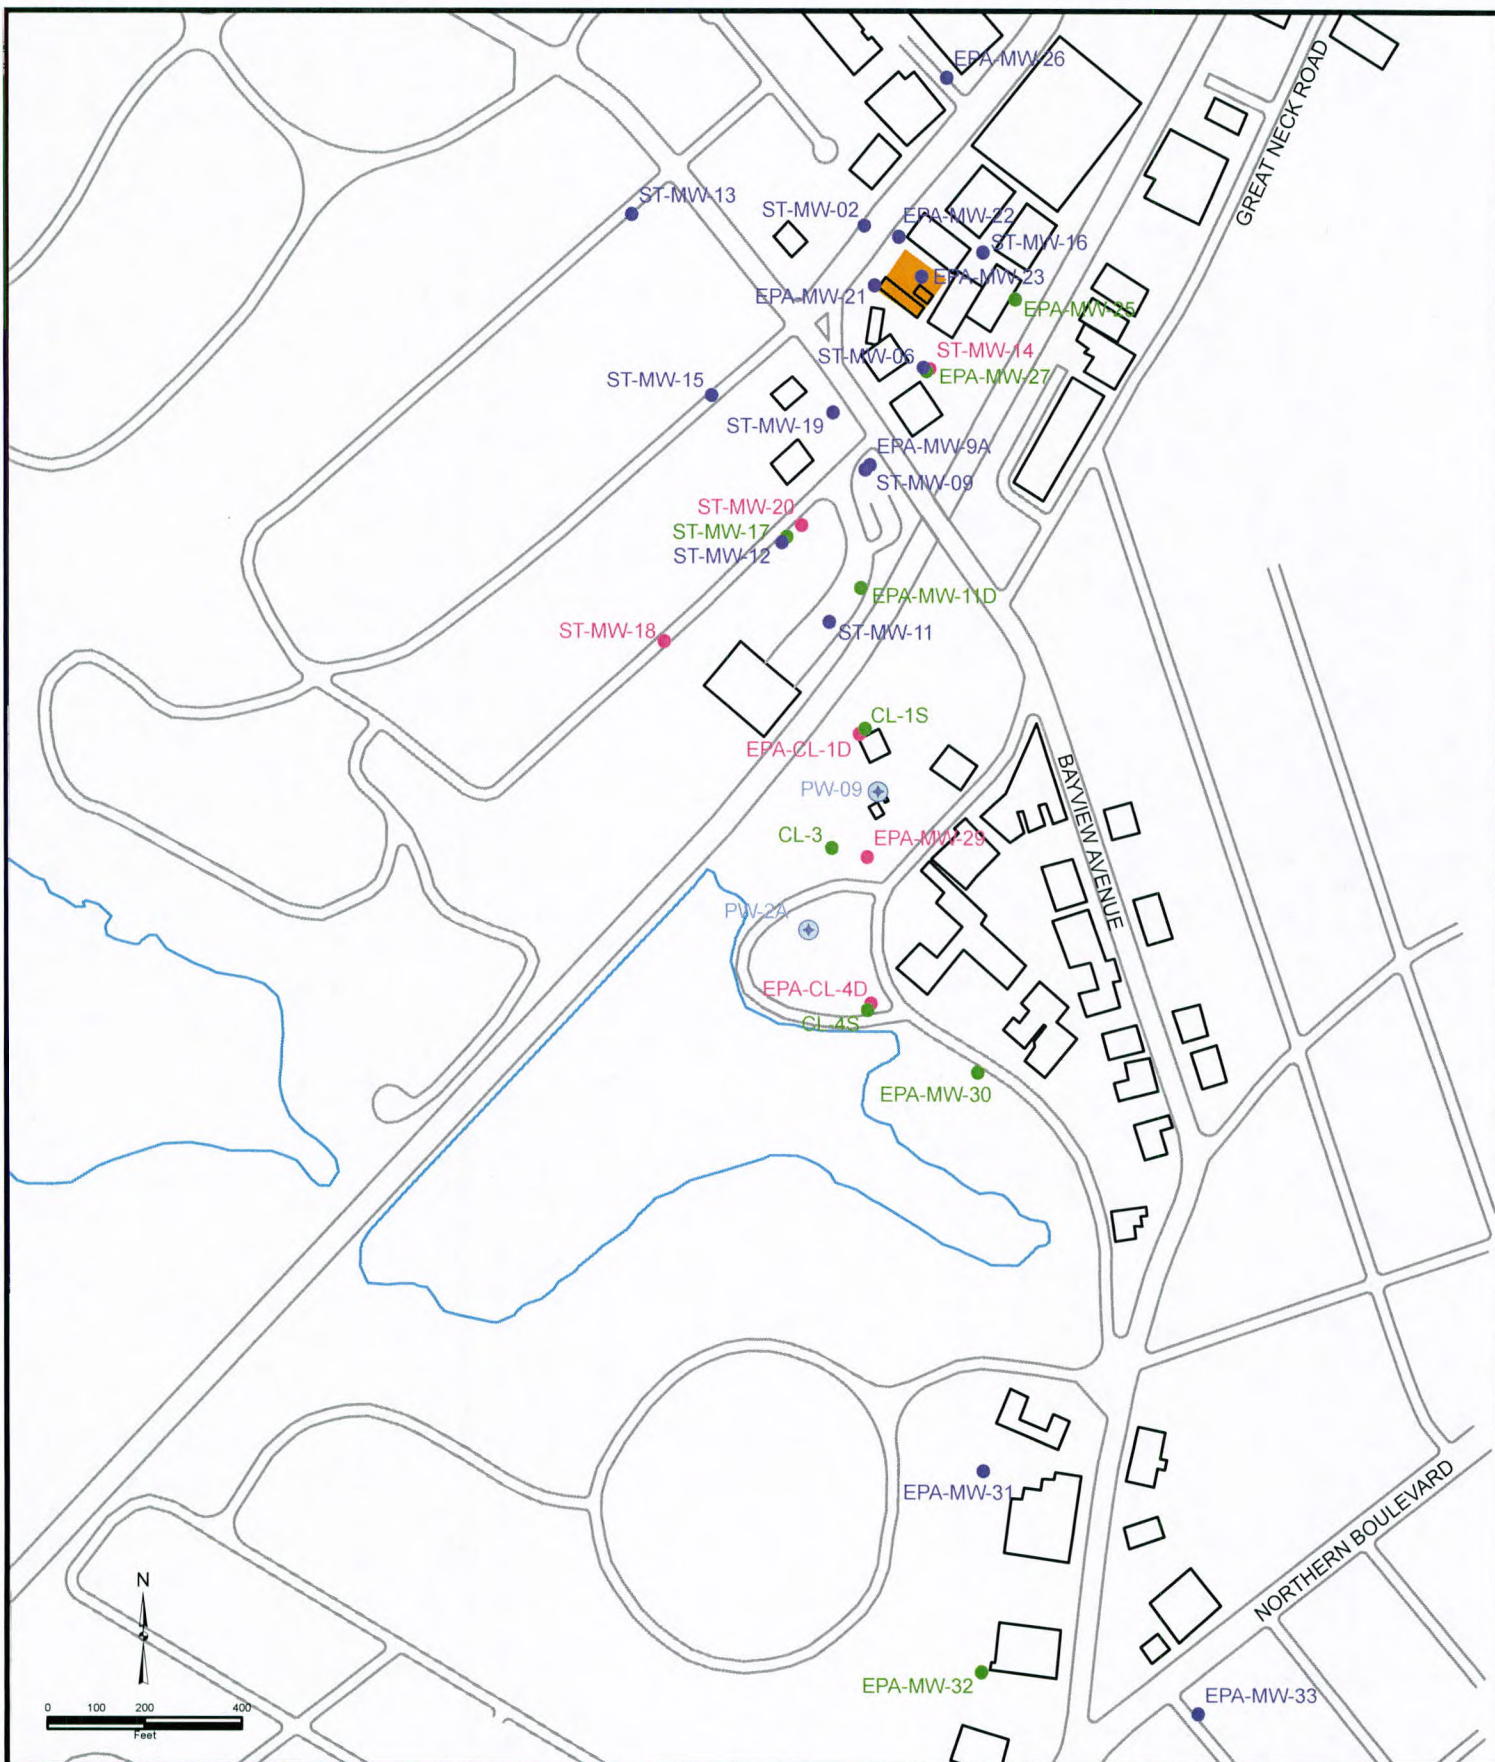 EPA-MW-26
GREAT NECK ROAD
ST-MW-13
ST-MW-02
EPA-MW-22
ST-MW-16
EPA-MW-23
EPA-MW-21
EPA-MW-25
ST-MW-06
ST-MW-14
EPA-MW-27
ST-MW-15
ST-MW-19
EPA-MW-9A
ST-MW-09
ST-MW-20
ST-MW-17
ST-MW-12
EPA-MW-11D
ST-MW-11
ST-MW-18
CL-1S
EPA-CL-1D
PW-09
BAYVIEW AVENUE
CL-3
EPA-MW-29
PW-2A
EPA-CL-4D
CL-4S
EPA-MW-30
EPA-MW-31
NORTHERN BOULEVARD
N
EPA-MW-32
EPA-MW-33
0 100 200 400
Feet